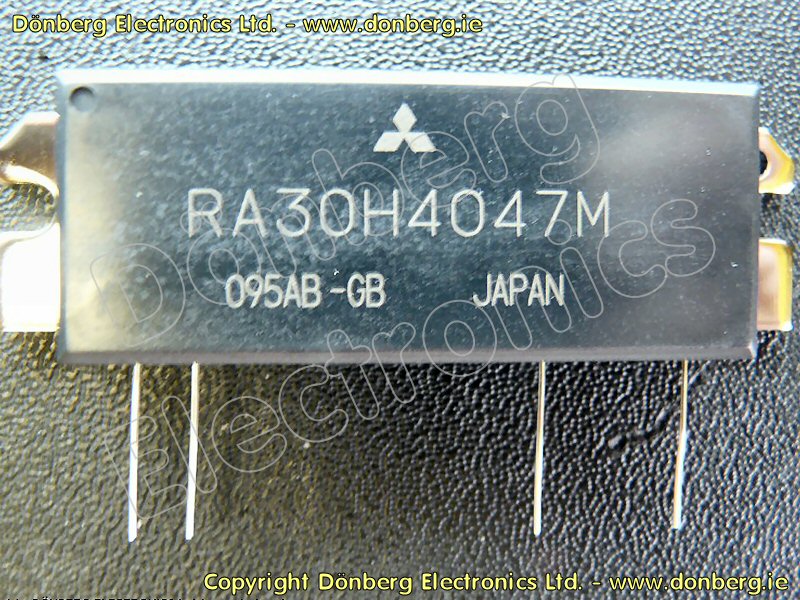 Dönberg Electronics Ltd. - www.donberg.ie
RA30H4047M
095AB-GB JAPAN
Dönberg
Electronics
Copyright Dönberg Electronics Ltd. - www.donberg.ie